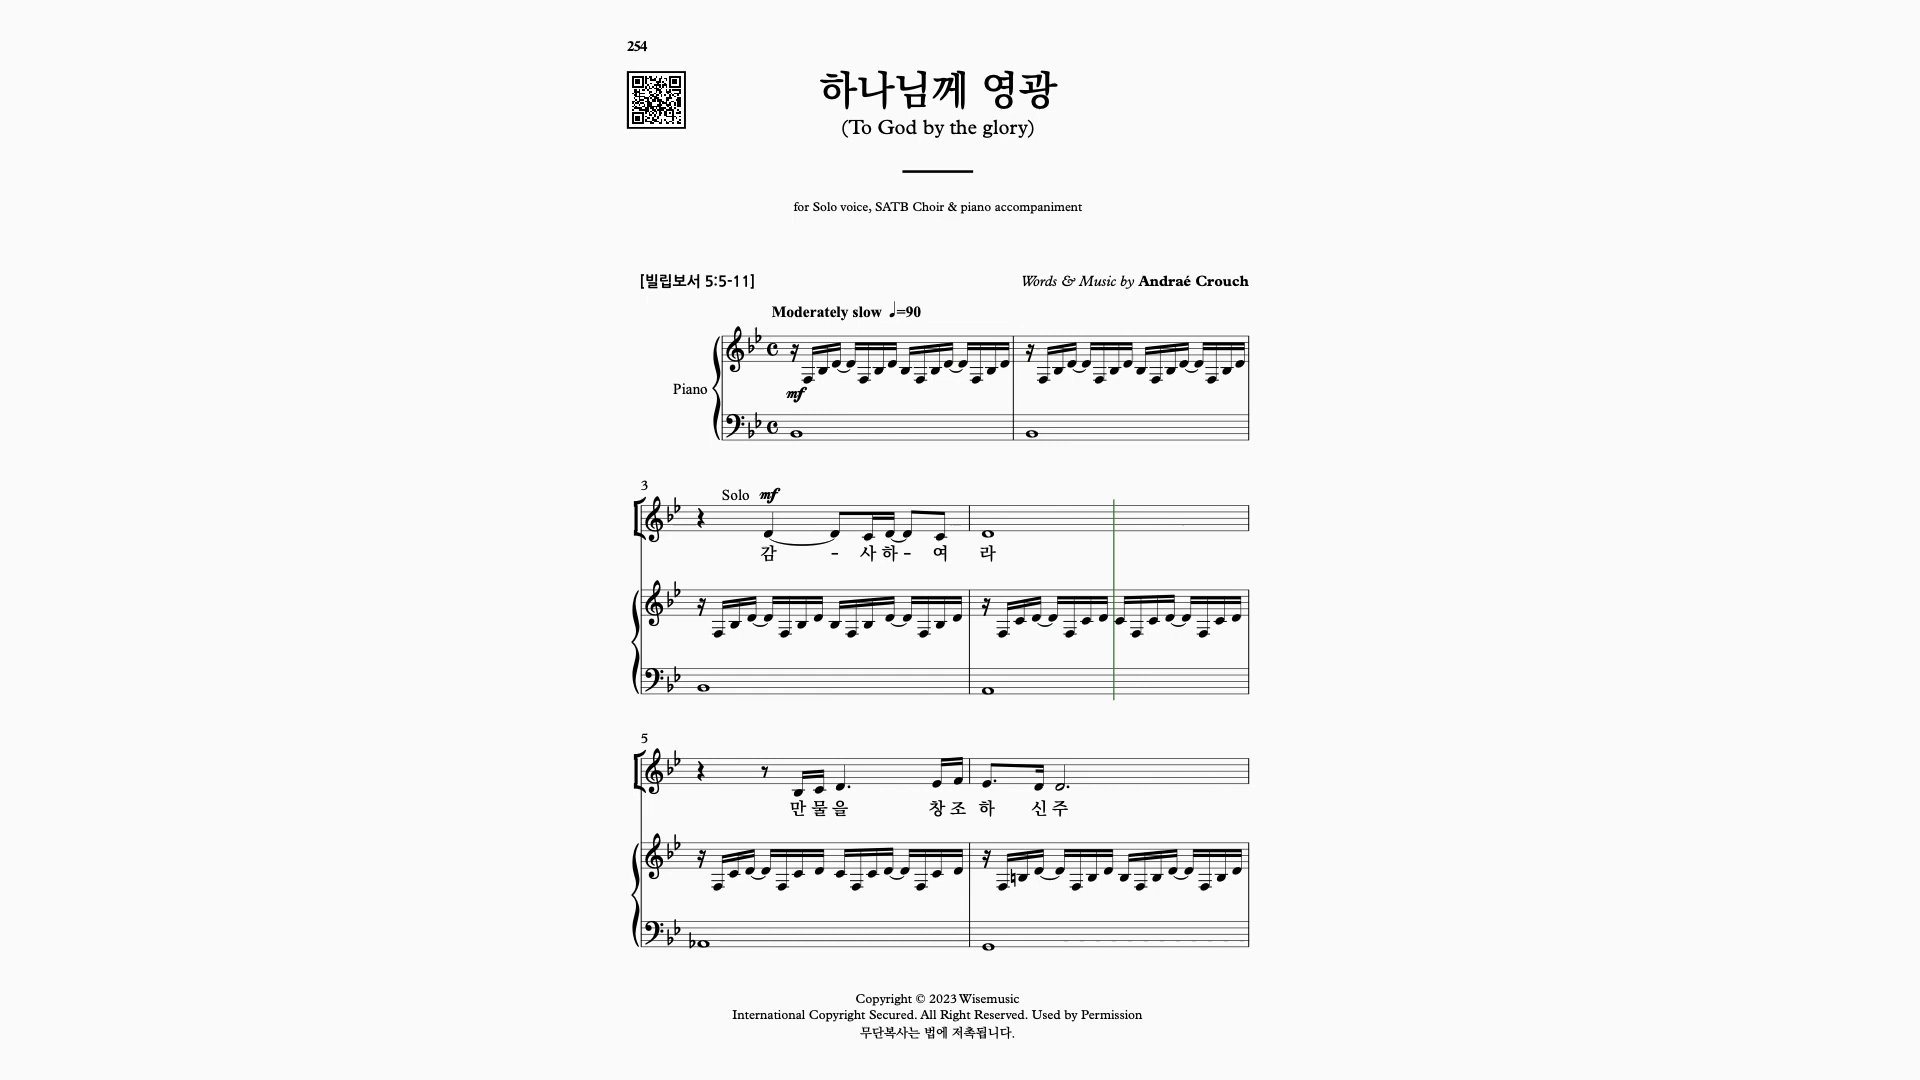 254
하나님께 영광
(To God by the glory)
for Solo voice, SATB Choir & piano accompaniment
[빌립보서 5:5-11]
Words & Music by Andraé Crouch
Moderately slow ♩=90
Piano
mf
3
Solo mf
감 - 사 하 - 여 라
5
만 물 을 창 조 하 신 주
Copyright © 2023 Wisemusic
International Copyright Secured. All Right Reserved. Used by Permission
무단복사는 법에 저촉됩니다.